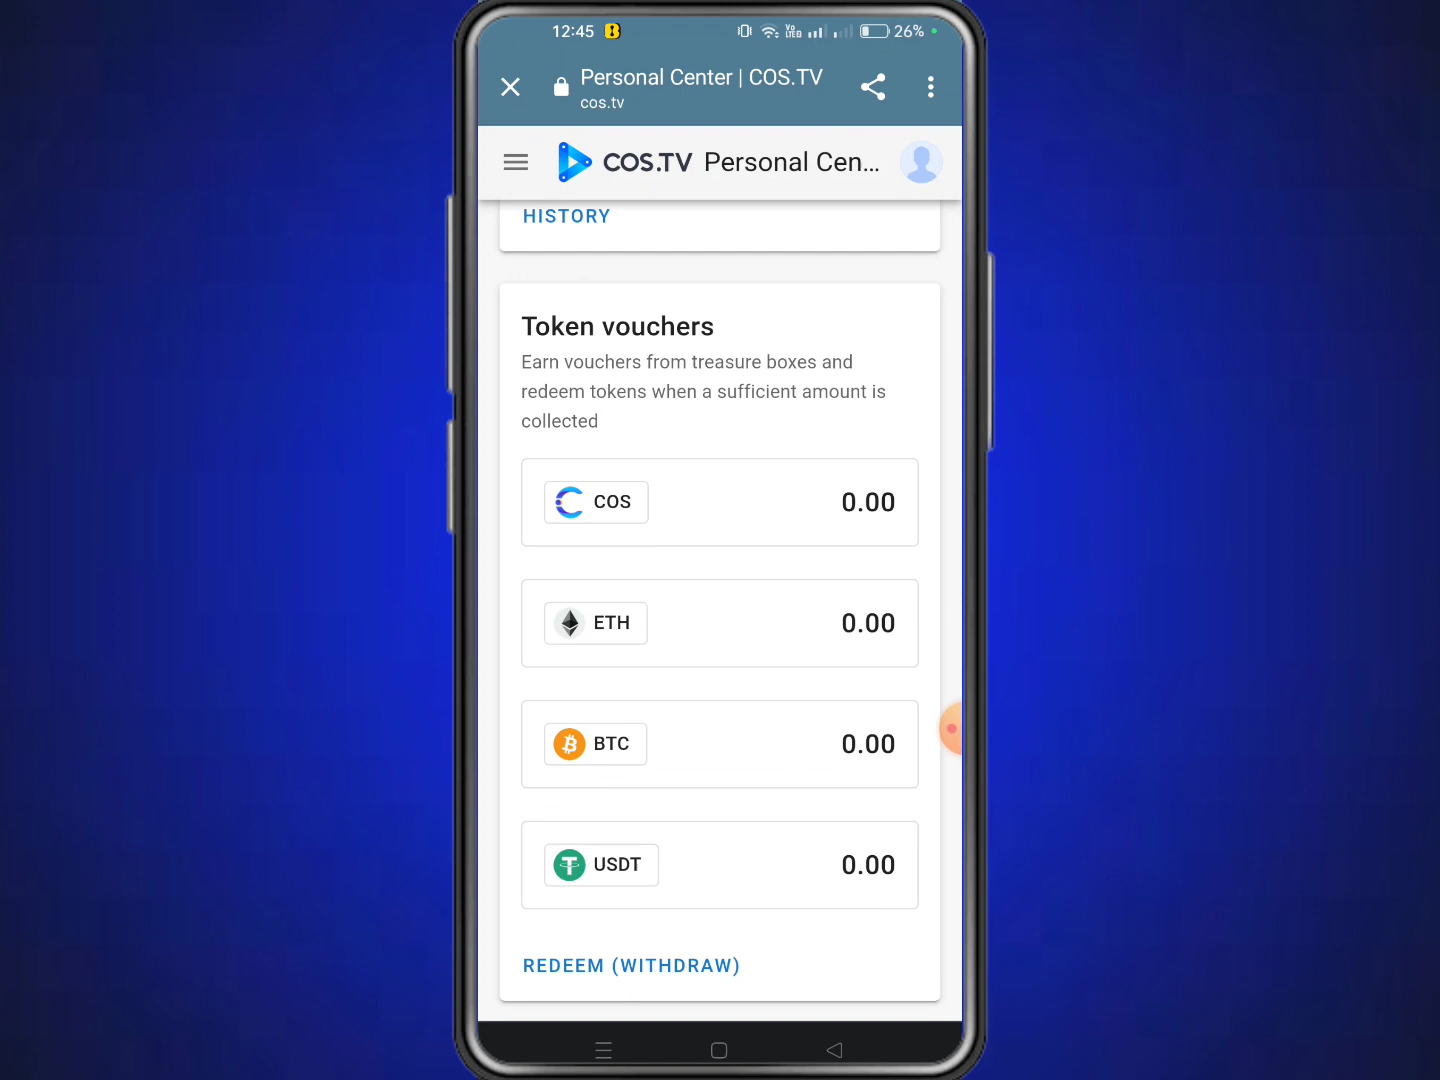 12:45
Vo LTE2
26%
Personal Center | COS.TV
cos.tv
COS.TV Personal Cen...
HISTORY
Token vouchers
Earn vouchers from treasure boxes and
redeem tokens when a sufficient amount is
collected
COS 0.00
ETH 0.00
BTC 0.00
USDT 0.00
REDEEM (WITHDRAW)